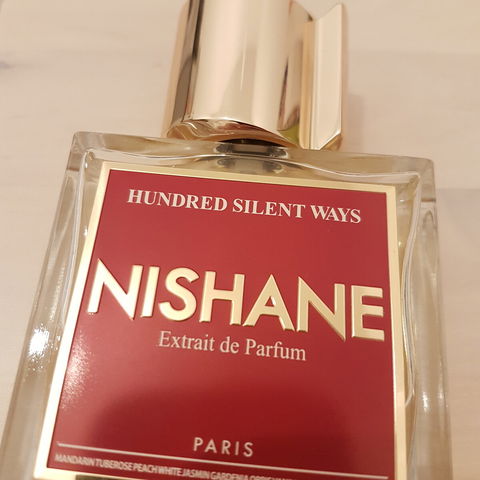 HUNDRED SILENT WAYS
NISHANE
Extrait de Parfum
PARIS
MANDARIN TUBEROSE PEACH WHITE JASMIN GARDENIA